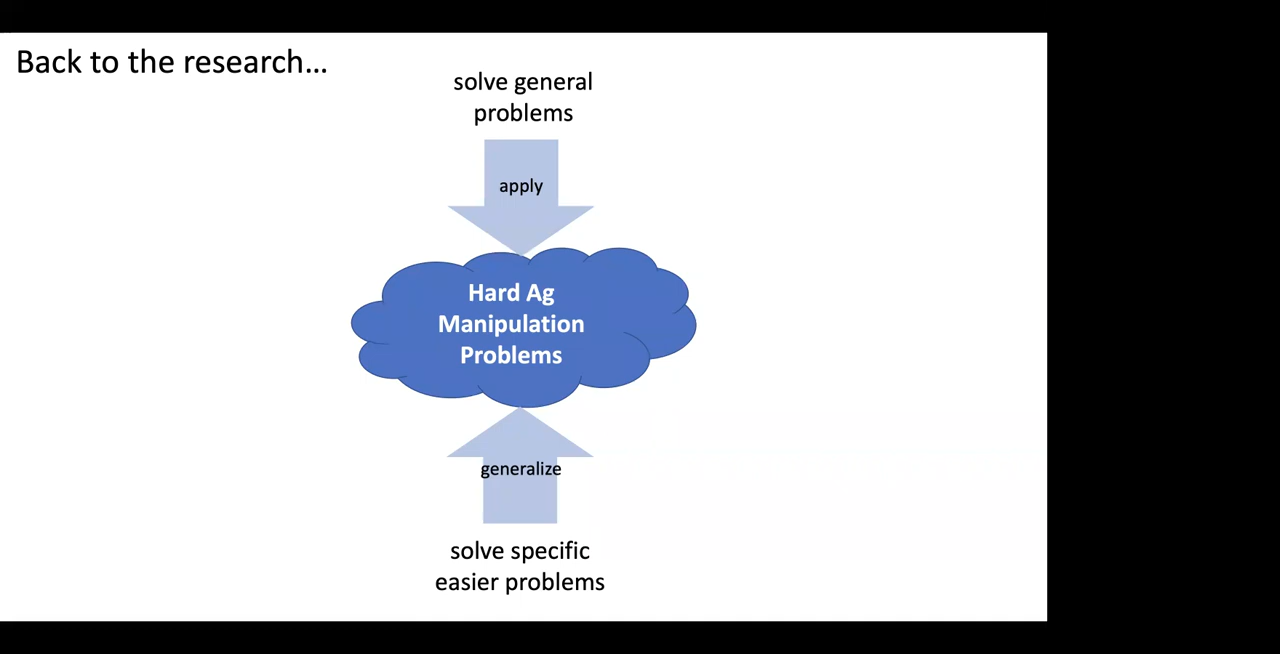 Back to the research…
solve general
problems
apply
Hard Ag
Manipulation
Problems
generalize
solve specific
easier problems